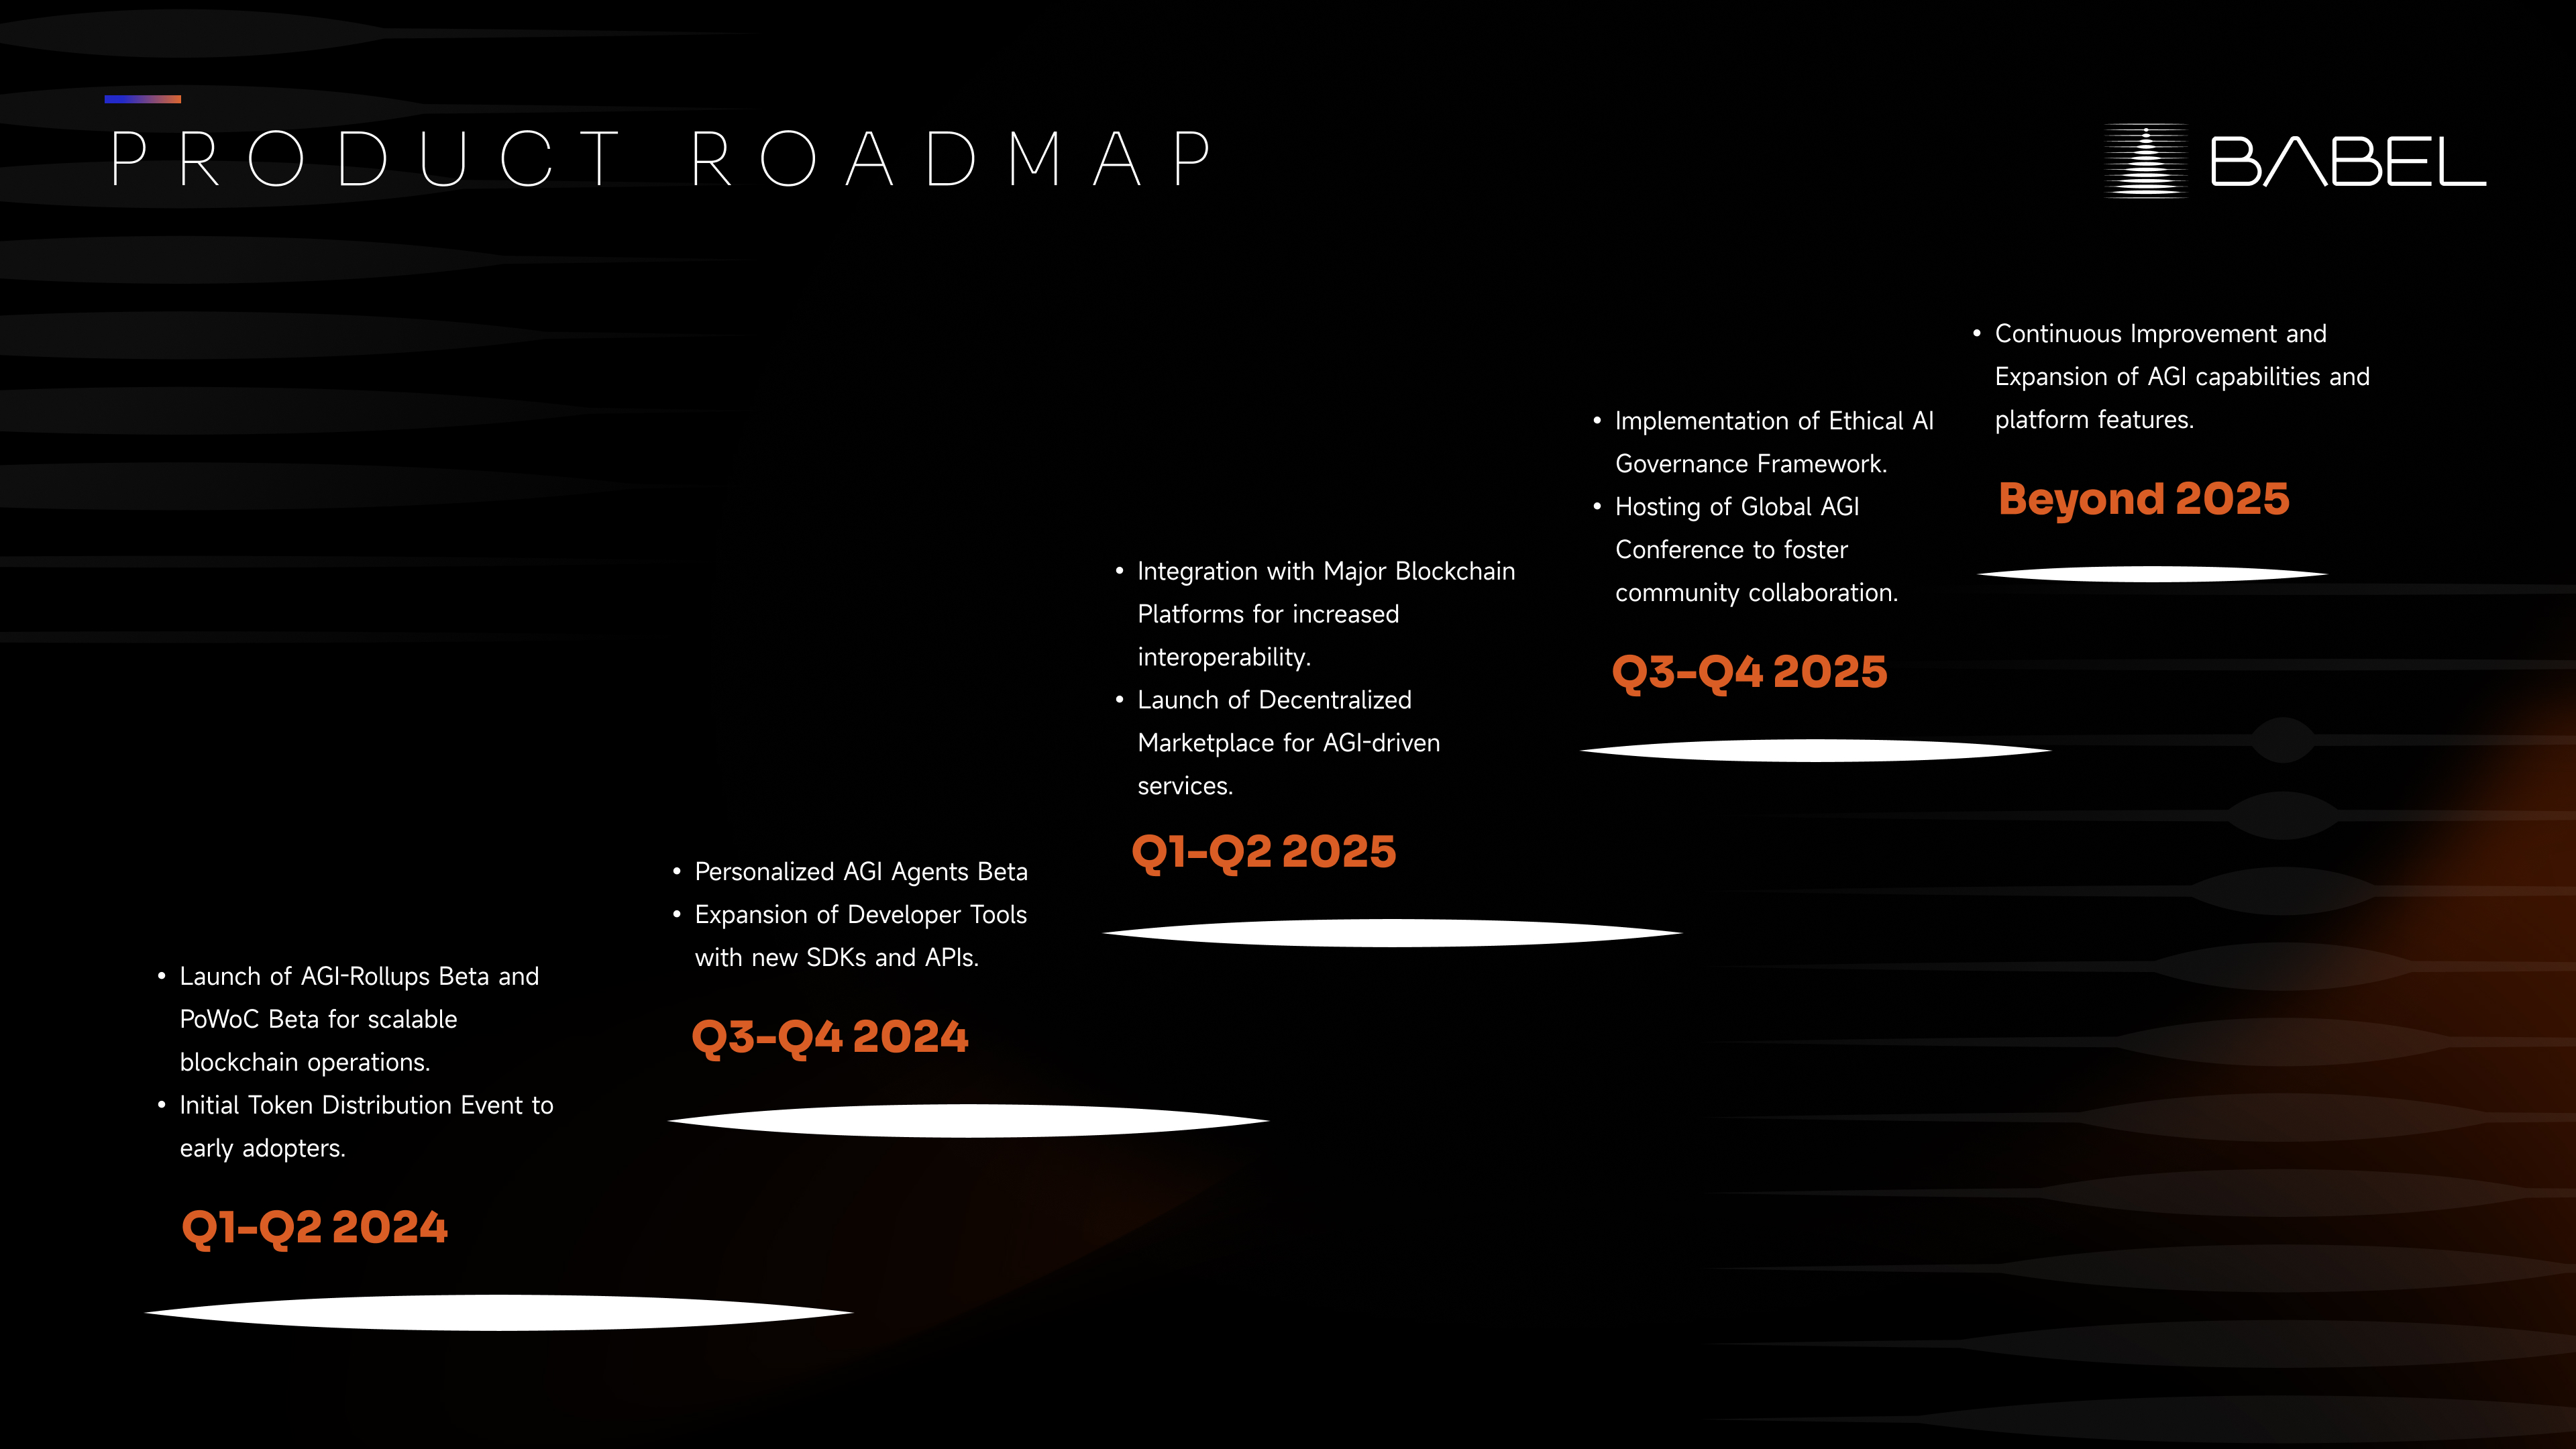 PRODUCT ROADMAP
BABEL
• Launch of AGI-Rollups Beta and
PoWoC Beta for scalable
blockchain operations.
• Initial Token Distribution Event to
early adopters.
Q1-Q2 2024
• Personalized AGI Agents Beta
• Expansion of Developer Tools
with new SDKs and APIs.
Q3-Q4 2024
• Integration with Major Blockchain
Platforms for increased
interoperability.
• Launch of Decentralized
Marketplace for AGI-driven
services.
Q1-Q2 2025
• Implementation of Ethical AI
Governance Framework.
• Hosting of Global AGI
Conference to foster
community collaboration.
Q3-Q4 2025
• Continuous Improvement and
Expansion of AGI capabilities and
platform features.
Beyond 2025